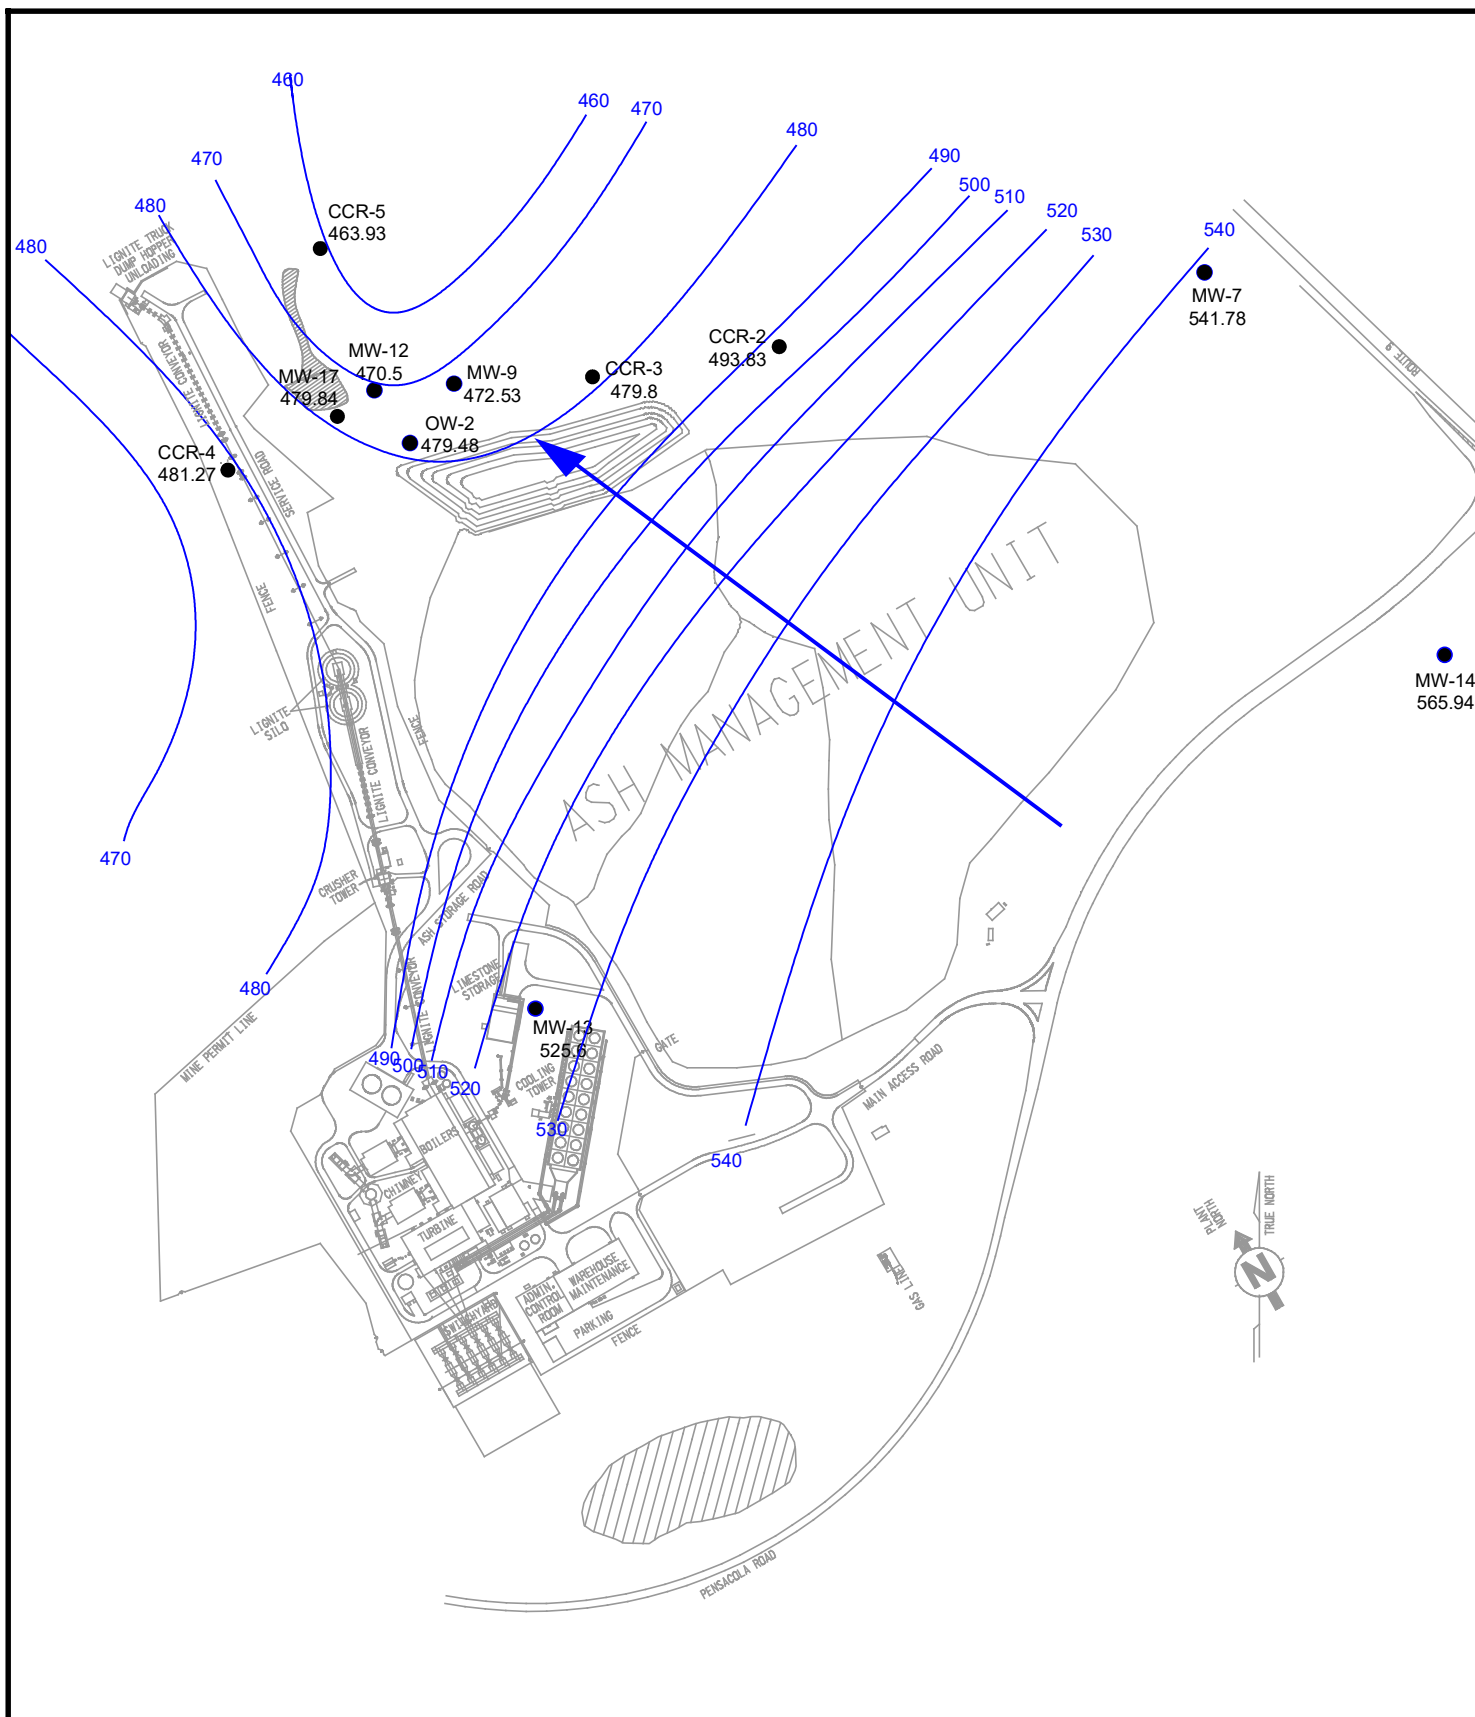 460
460
470
480
470
490
500
510
480
520
530
540
480
CCR-5
463.93
LIGNITE TRUCK
DUMP HOPPER
UNLOADING
MW-7
541.78
ROUTE 9
CCR-2
493.83
MW-12
470.5
MW-9
472.53
CCR-3
479.8
MW-17
479.84
LIGNITE CONVEYOR
OW-2
479.48
CCR-4
481.27
SERVICE ROAD
FENCE
ASH MANAGEMENT UNIT
MW-14
565.94
LIGNITE
SILO
FENCE
LIGNITE CONVEYOR
470
CRUSHER
TOWER
ASH STORAGE ROAD
480
LIGNITE CONVEYOR
LIMESTONE
STORAGE
MW-13
525.6
MINE PERMIT LINE
GATE
490
500
510
520
COOLING
TOWER
MAIN ACCESS ROAD
530
540
BOILERS
CHIMNEY
TURBINE
PLANT
NORTH
TRUE NORTH
N
WAREHOUSE
MAINTENANCE
ADMIN.
CONTROL
ROOM
GAS LINE
SWITCHYARD
PARKING
FENCE
PENSACOLA ROAD